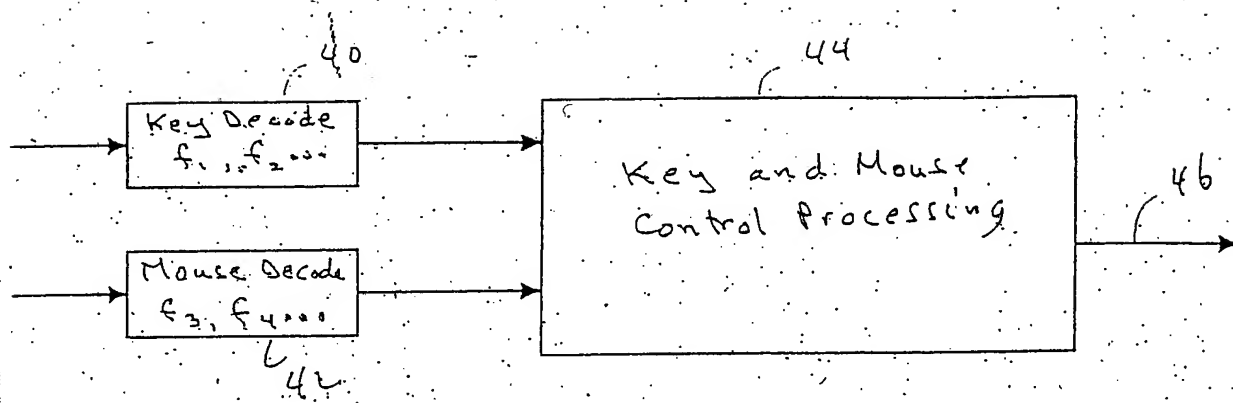 40
44
Key Decode
f1, f2...
Key and Mouse
Control Processing
46
Mouse Decode
f3, f4...
42